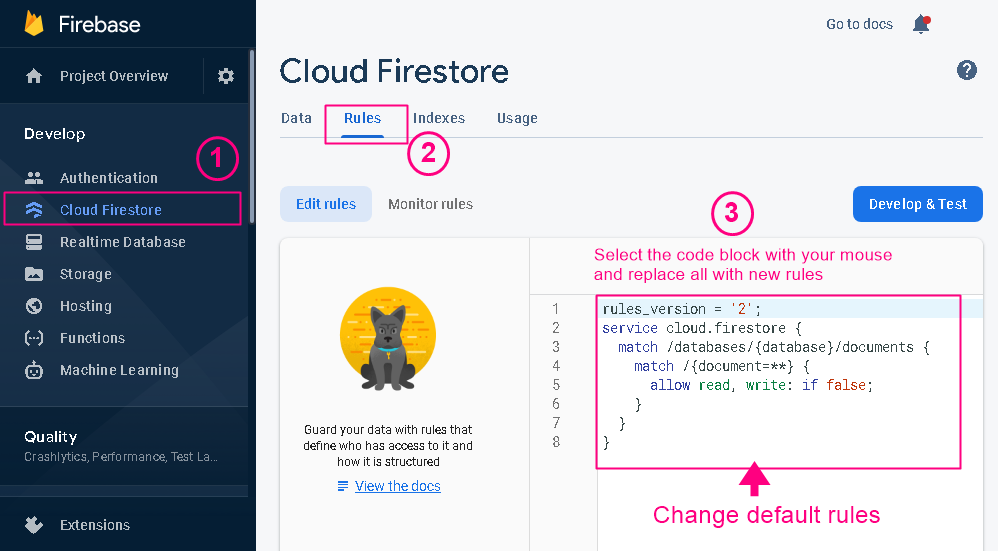 Firebase
Project Overview
Develop
1
Authentication
Cloud Firestore
Realtime Database
Storage
Hosting
Functions
Machine Learning
Quality
Crashlytics, Performance, Test La...
Extensions
Go to docs
Cloud Firestore
?
Data Rules Indexes Usage
2
Edit rules Monitor rules
3
Develop & Test
Select the code block with your mouse
and replace all with new rules
Guard your data with rules that
define who has access to it and
how it is structured
View the docs
1 rules_version = '2';
2 service cloud.firestore {
3   match /databases/{database}/documents {
4     match /{document=**} {
5       allow read, write: if false;
6     }
7   }
8 }
Change default rules